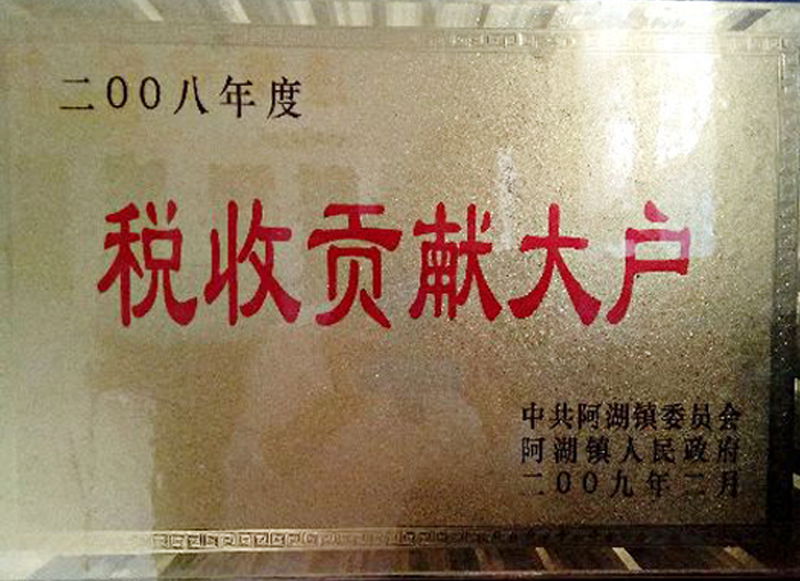 二00八年度
税收贡献大户
中共阿湖镇委员会
阿湖镇人民政府
二00九年二月